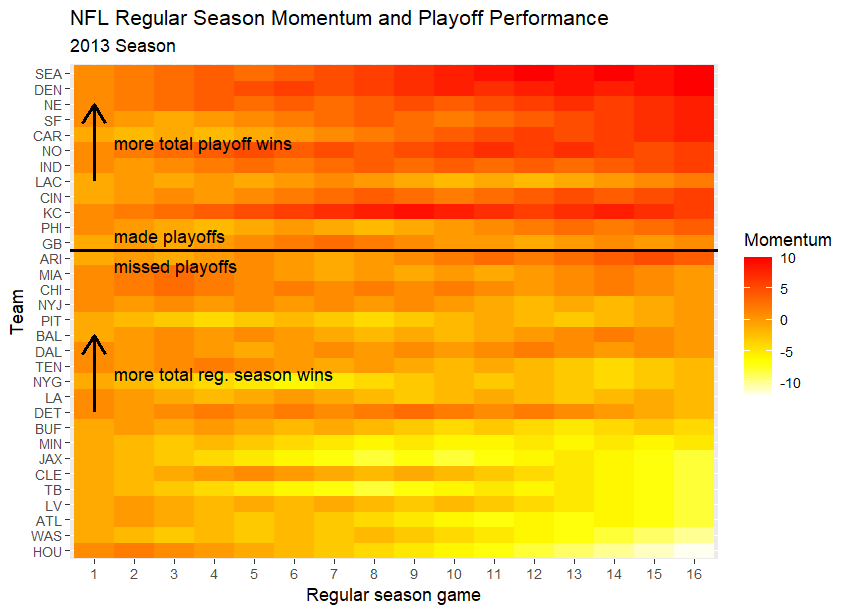 NFL Regular Season Momentum and Playoff Performance
2013 Season
SEA
DEN
NE
SF
CAR
more total playoff wins
NO
IND
LAC
CIN
KC
PHI
made playoffs
GB
ARI
missed playoffs
MIA
CHI
NYJ
PIT
BAL
DAL
TEN
more total reg. season wins
NYG
LA
DET
BUF
MIN
JAX
CLE
TB
LV
ATL
WAS
HOU
Team
1 2 3 4 5 6 7 8 9 10 11 12 13 14 15 16
Regular season game
Momentum
10
5
0
-5
-10